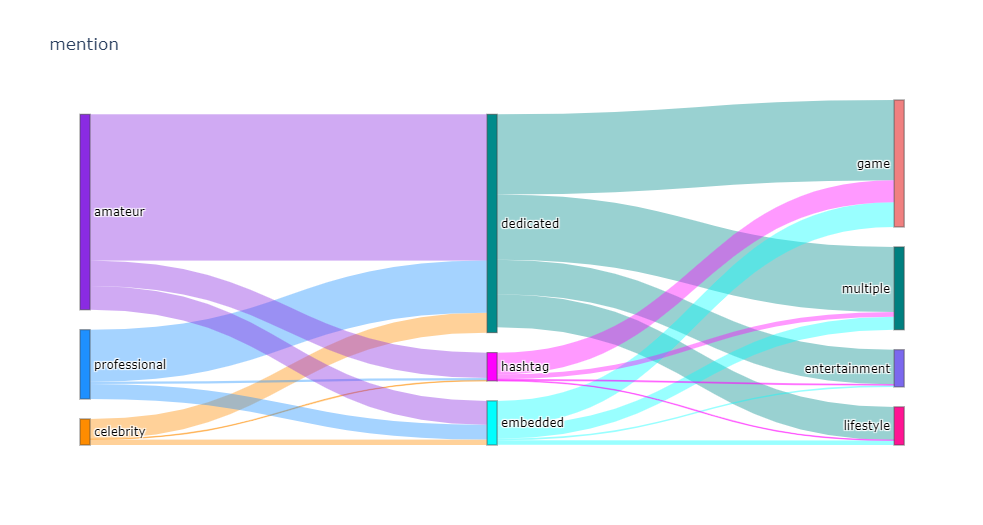 mention
amateur
professional
celebrity
dedicated
hashtag
embedded
game
multiple
entertainment
lifestyle